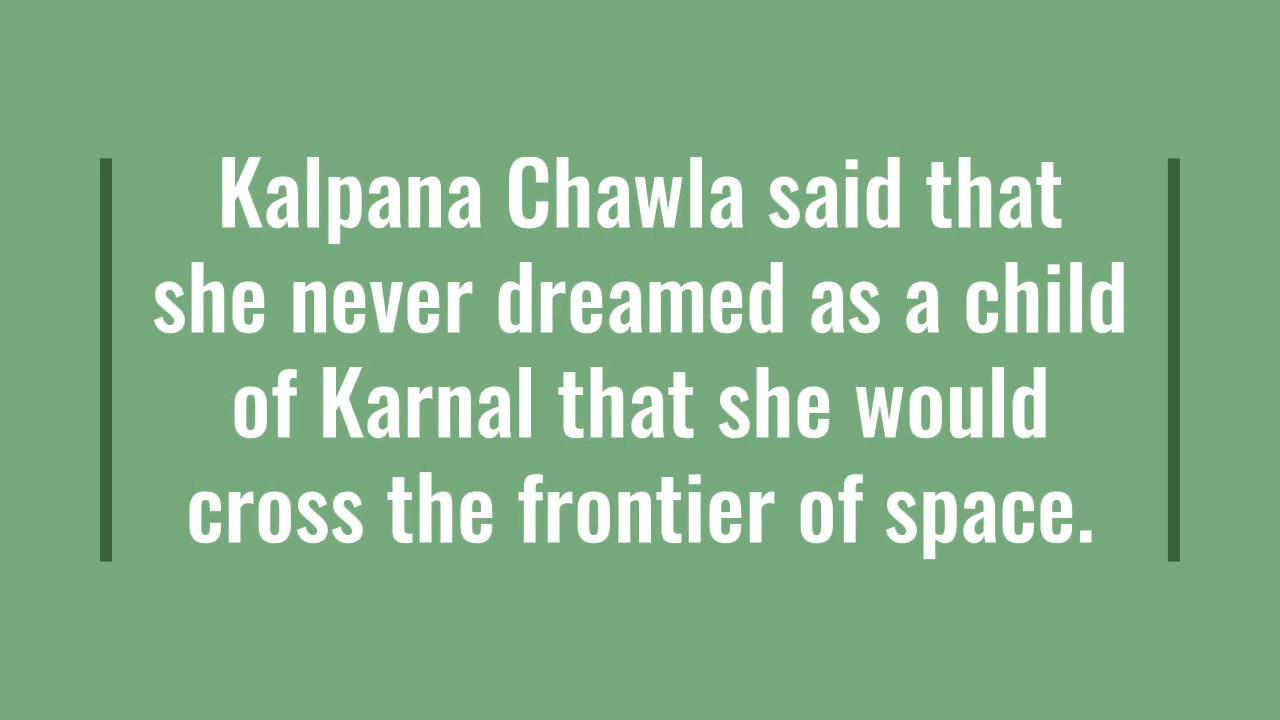 Kalpana Chawla said that
she never dreamed as a child
of Karnal that she would
cross the frontier of space.